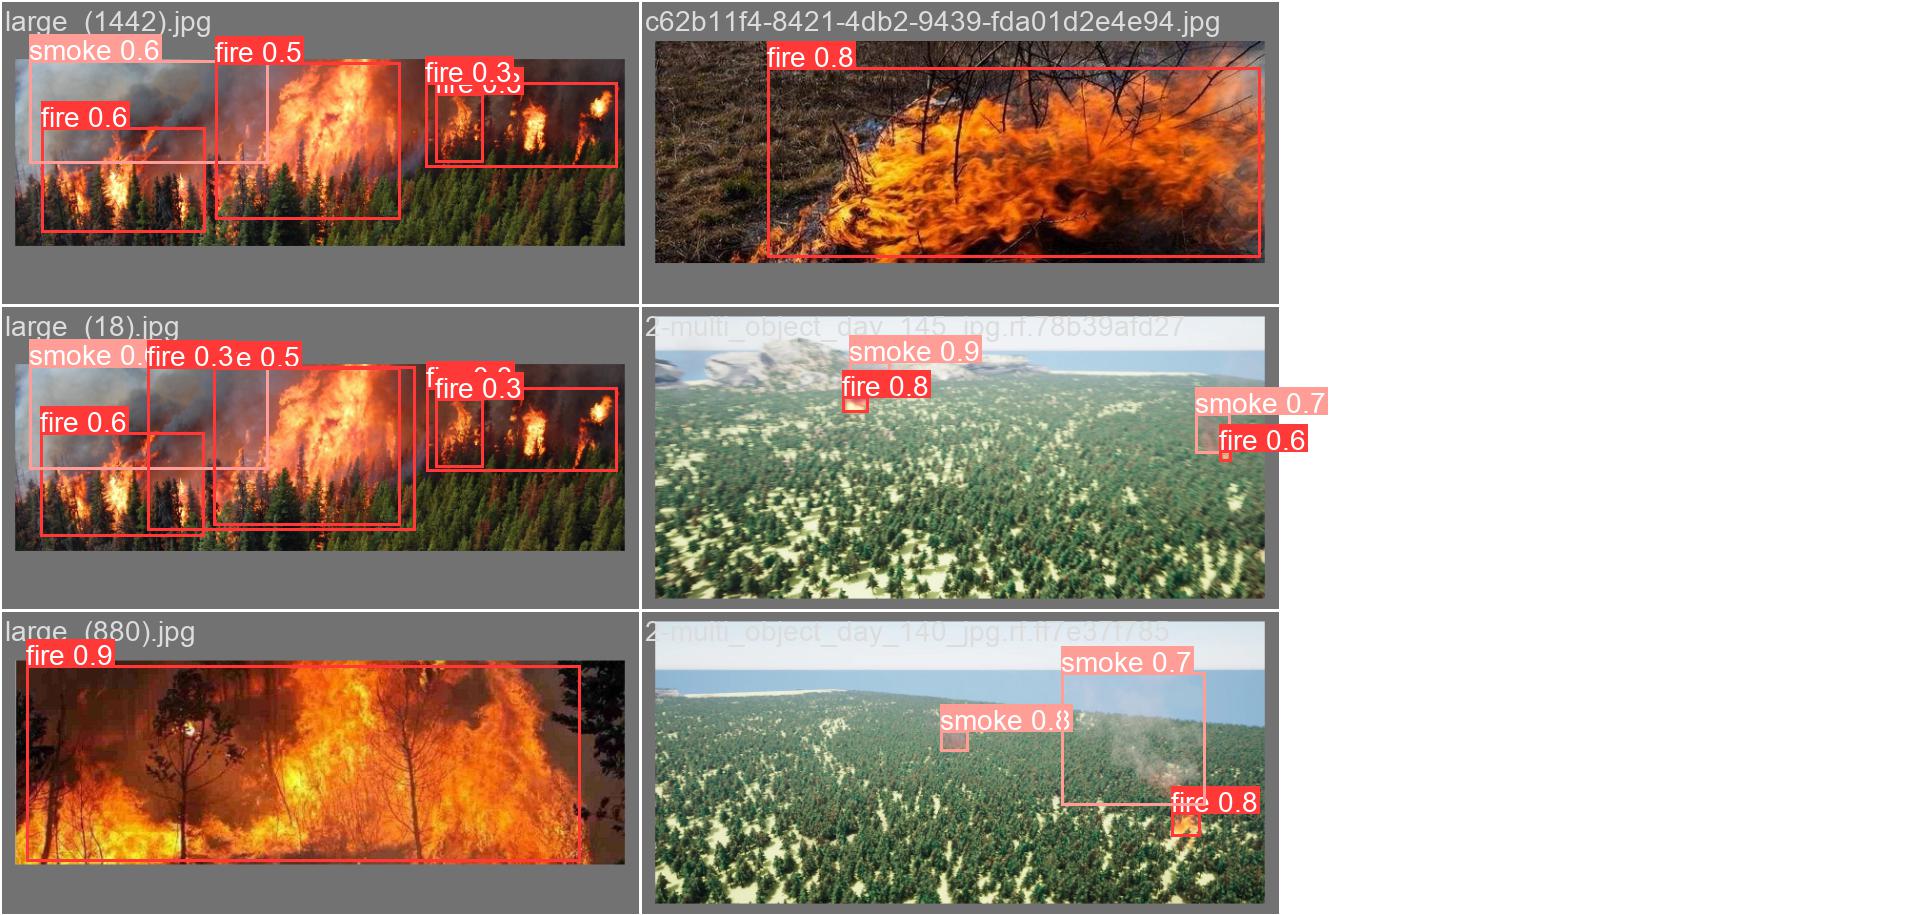 large (1442).jpg
smoke 0.6
fire 0.5
fire 0.3
fire 0.6
c62b11f4-8421-4db2-9439-fda01d2e4e94.jpg
fire 0.8
large (18).jpg
fire 0.3
e 0.5
fire 0.3
fire 0.6
2-multi_object_day_145_jpg.rf.78b39afd27
smoke 0.9
fire 0.8
smoke 0.7
fire 0.6
large (880).jpg
fire 0.9
2-multi_object_day_140_jpg.rf.ff7e37f785
smoke 0.7
smoke 0.8
fire 0.8